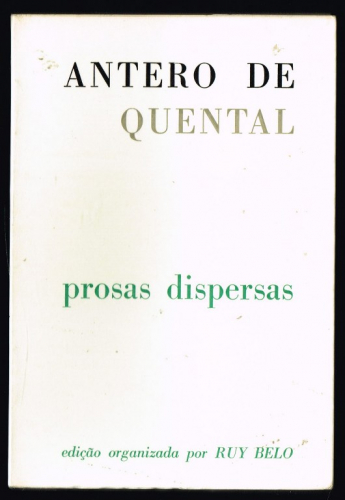 ANTERO DE
QUENTAL
prosas dispersas
edição organizada por RUY BELO